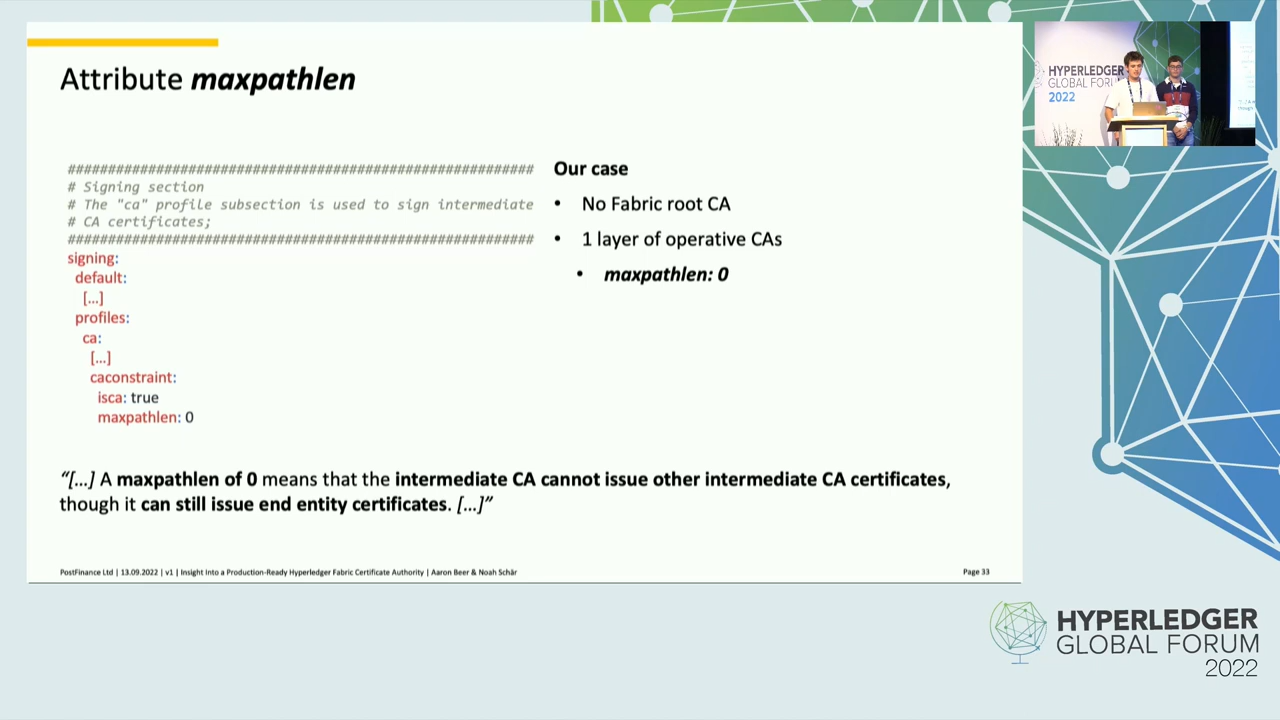 Attribute maxpathlen
##########################################################
# Signing section
# The "ca" profile subsection is used to sign intermediate
# CA certificates;
##########################################################
signing:
default:
[...]
profiles:
ca:
[...]
caconstraint:
isca: true
maxpathlen: 0
Our case
• No Fabric root CA
• 1 layer of operative CAs
• maxpathlen: 0
“[...] A maxpathlen of 0 means that the intermediate CA cannot issue other intermediate CA certificates,
though it can still issue end entity certificates. [...]”
PostFinance Ltd | 13.09.2022 | v1 | Insight Into a Production-Ready Hyperledger Fabric Certificate Authority | Aaron Beer & Noah Schär
Page 33
HYPERLEDGER
GLOBAL FORUM
2022
HYPERLEDGER
GLOBAL FORUM
2022